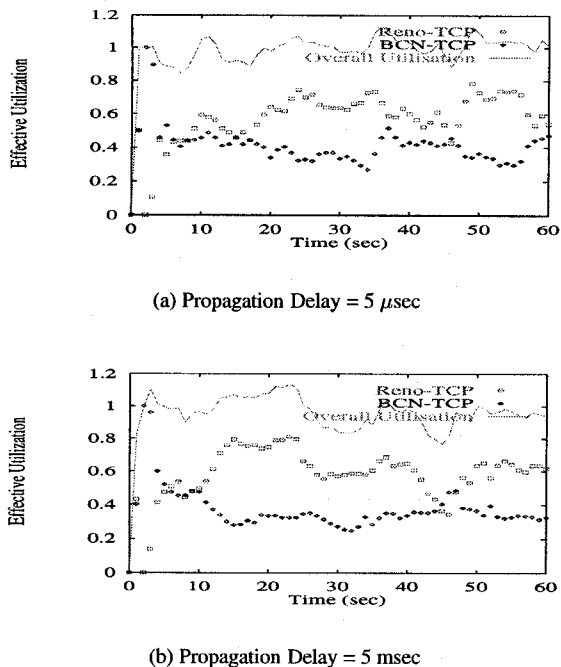 1.2
1
0.8
0.6
0.4
0.2
0
Effective Utilization
Reno-TCP
BCN-TCP
Overall Utilisation
0 10 20 30 40 50 60
Time (sec)
(a) Propagation Delay = 5 μsec
1.2
1
0.8
0.6
0.4
0.2
0
Effective Utilization
Reno-TCP
BCN-TCP
Overall Utilisation
0 10 20 30 40 50 60
Time (sec)
(b) Propagation Delay = 5 msec